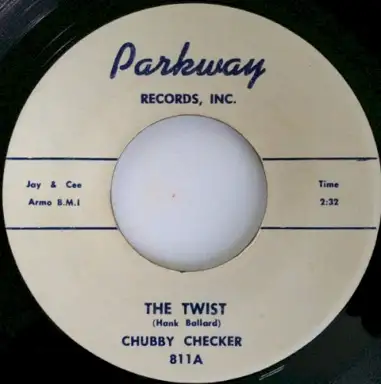 Parkway
RECORDS, INC.
Jay & Cee
Armo B.M.I
Time
2:32
THE TWIST
(Hank Ballard)
CHUBBY CHECKER
811A